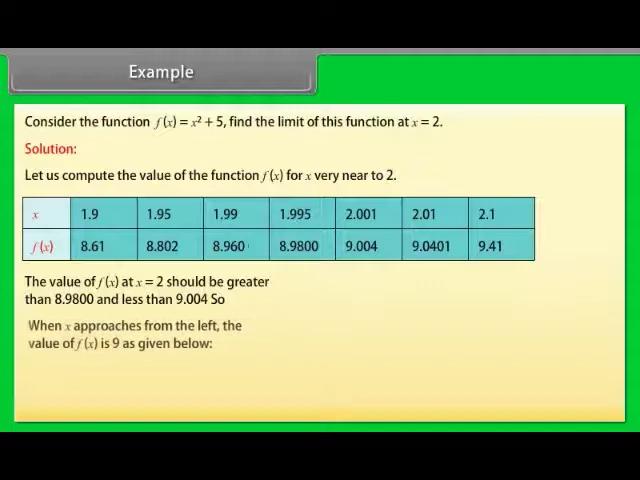 Example
Consider the function f(x) = x² + 5, find the limit of this function at x = 2.
Solution:
Let us compute the value of the function f(x) for x very near to 2.
x 1.9 1.95 1.99 1.995 2.001 2.01 2.1
f(x) 8.61 8.802 8.960 8.9800 9.004 9.0401 9.41
The value of f(x) at x = 2 should be greater
than 8.9800 and less than 9.004 So
When x approaches from the left, the
value of f(x) is 9 as given below: